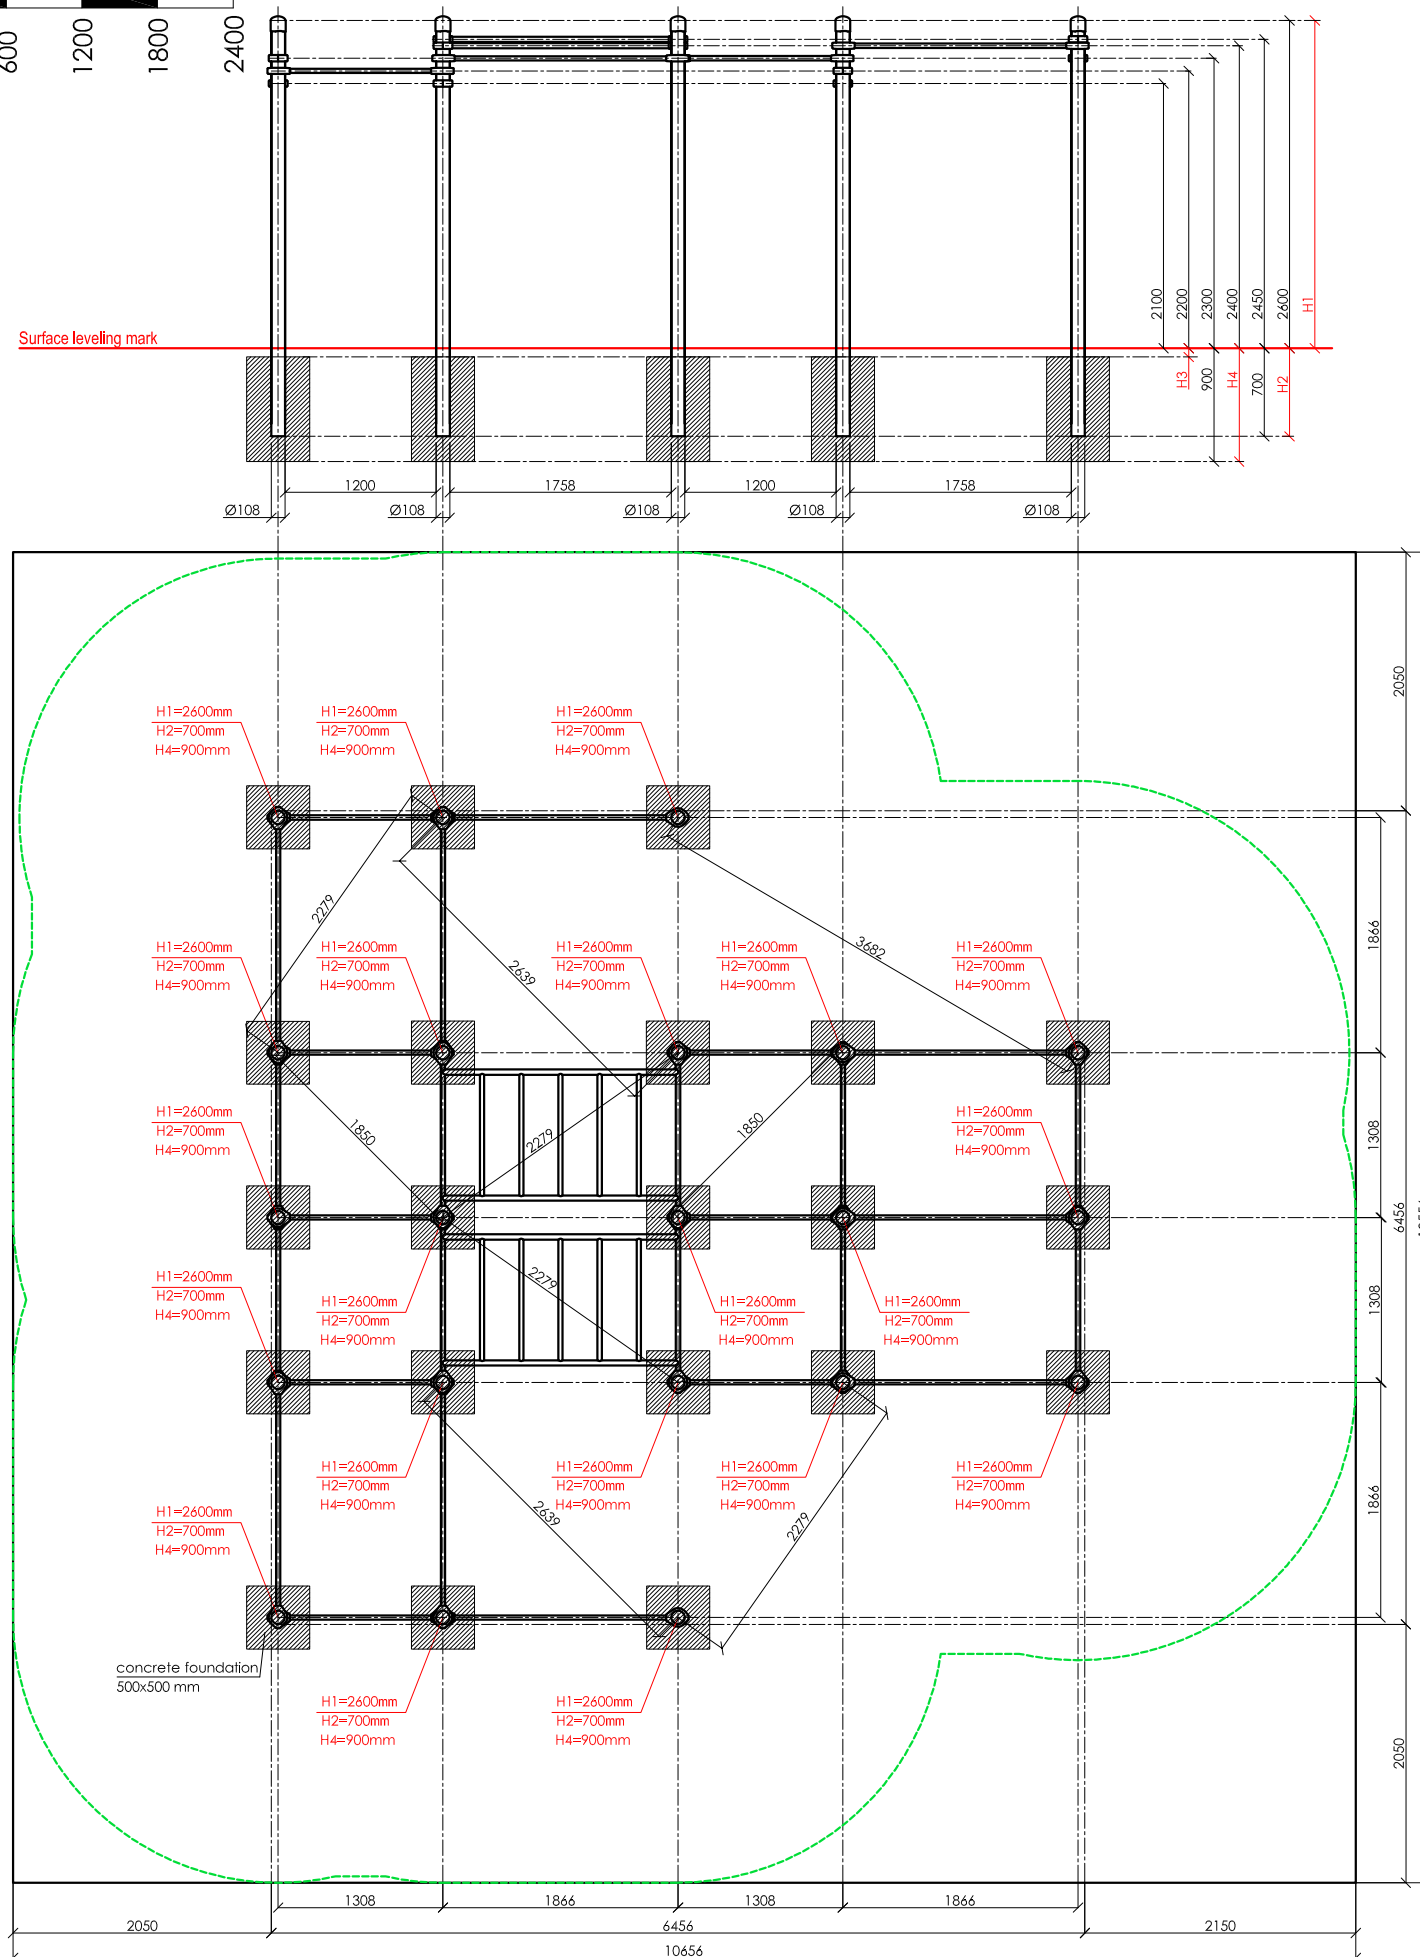 600
1200
1800
2400
Surface leveling mark
2100
2200
2300
2400
2450
2600
H1
H3
900
H4
700
H2
1200
1758
1200
1758
Ø108
Ø108
Ø108
Ø108
Ø108
2050
H1=2600mm
H2=700mm
H4=900mm
H1=2600mm
H2=700mm
H4=900mm
H1=2600mm
H2=700mm
H4=900mm
2279
2639
3682
1866
H1=2600mm
H2=700mm
H4=900mm
H1=2600mm
H2=700mm
H4=900mm
H1=2600mm
H2=700mm
H4=900mm
H1=2600mm
H2=700mm
H4=900mm
H1=2600mm
H2=700mm
H4=900mm
1850
2279
1850
1308
H1=2600mm
H2=700mm
H4=900mm
H1=2600mm
H2=700mm
H4=900mm
6456
2279
1308
H1=2600mm
H2=700mm
H4=900mm
H1=2600mm
H2=700mm
H4=900mm
H1=2600mm
H2=700mm
H4=900mm
H1=2600mm
H2=700mm
H4=900mm
H1=2600mm
H2=700mm
H4=900mm
H1=2600mm
H2=700mm
H4=900mm
H1=2600mm
H2=700mm
H4=900mm
H1=2600mm
H2=700mm
H4=900mm
H1=2600mm
H2=700mm
H4=900mm
2639
2279
1866
concrete foundation
500x500 mm
H1=2600mm
H2=700mm
H4=900mm
H1=2600mm
H2=700mm
H4=900mm
2050
1308
1866
1308
1866
2050
6456
2150
10656